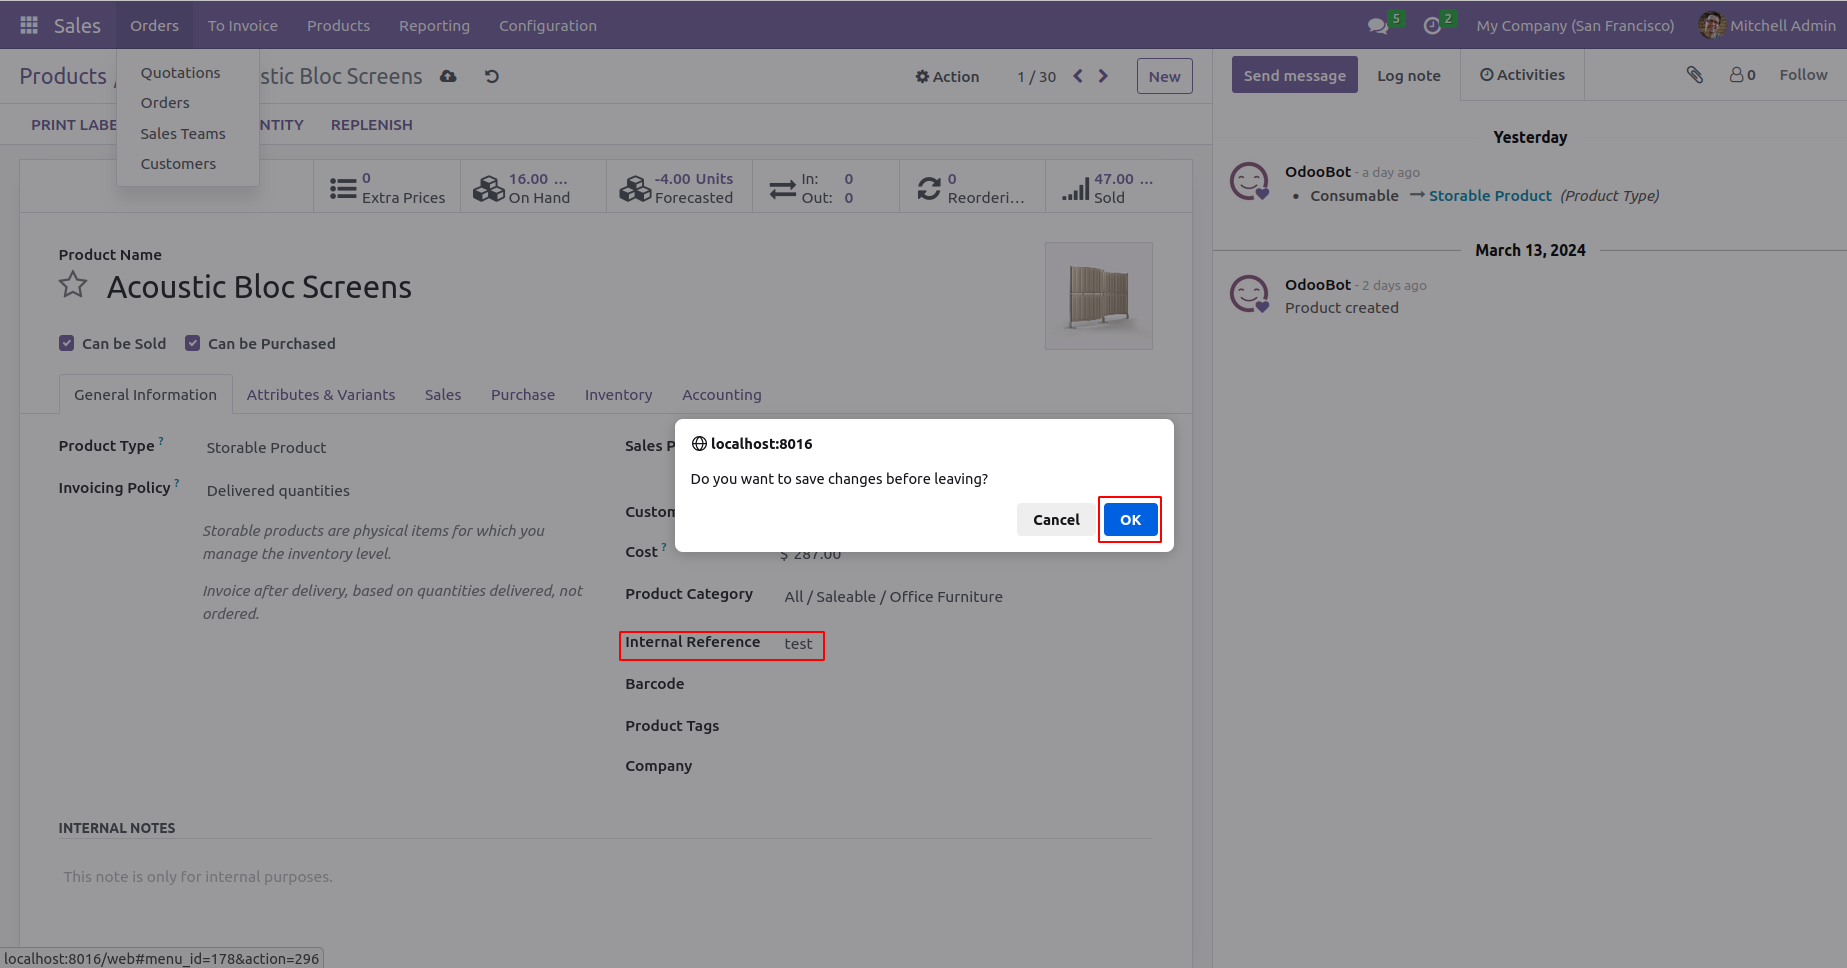 Sales Orders To Invoice Products Reporting Configuration 5 2 My Company (San Francisco) Mitchell Admin
Products / stic Bloc Screens Action 1 / 30 New
Quotations
Orders
Sales Teams
Customers
PRINT LABE NTITY REPLENISH
0 Extra Prices
16.00 ... On Hand
-4.00 Units Forecasted
In: 0
Out: 0
0 Reorderi...
47.00 ... Sold
Product Name
Acoustic Bloc Screens
Can be Sold Can be Purchased
General Information Attributes & Variants Sales Purchase Inventory Accounting
Product Type ? Storable Product
Invoicing Policy ? Delivered quantities
Storable products are physical items for which you
manage the inventory level.
Invoice after delivery, based on quantities delivered, not
ordered.
Sales P
Custom
Cost ? $ 287.00
Product Category All / Saleable / Office Furniture
Internal Reference test
Barcode
Product Tags
Company
INTERNAL NOTES
This note is only for internal purposes.
localhost:8016
Do you want to save changes before leaving?
Cancel OK
Send message Log note Activities 0 Follow
Yesterday
OdooBot - a day ago
• Consumable → Storable Product (Product Type)
March 13, 2024
OdooBot - 2 days ago
Product created
localhost:8016/web#menu_id=178&action=296